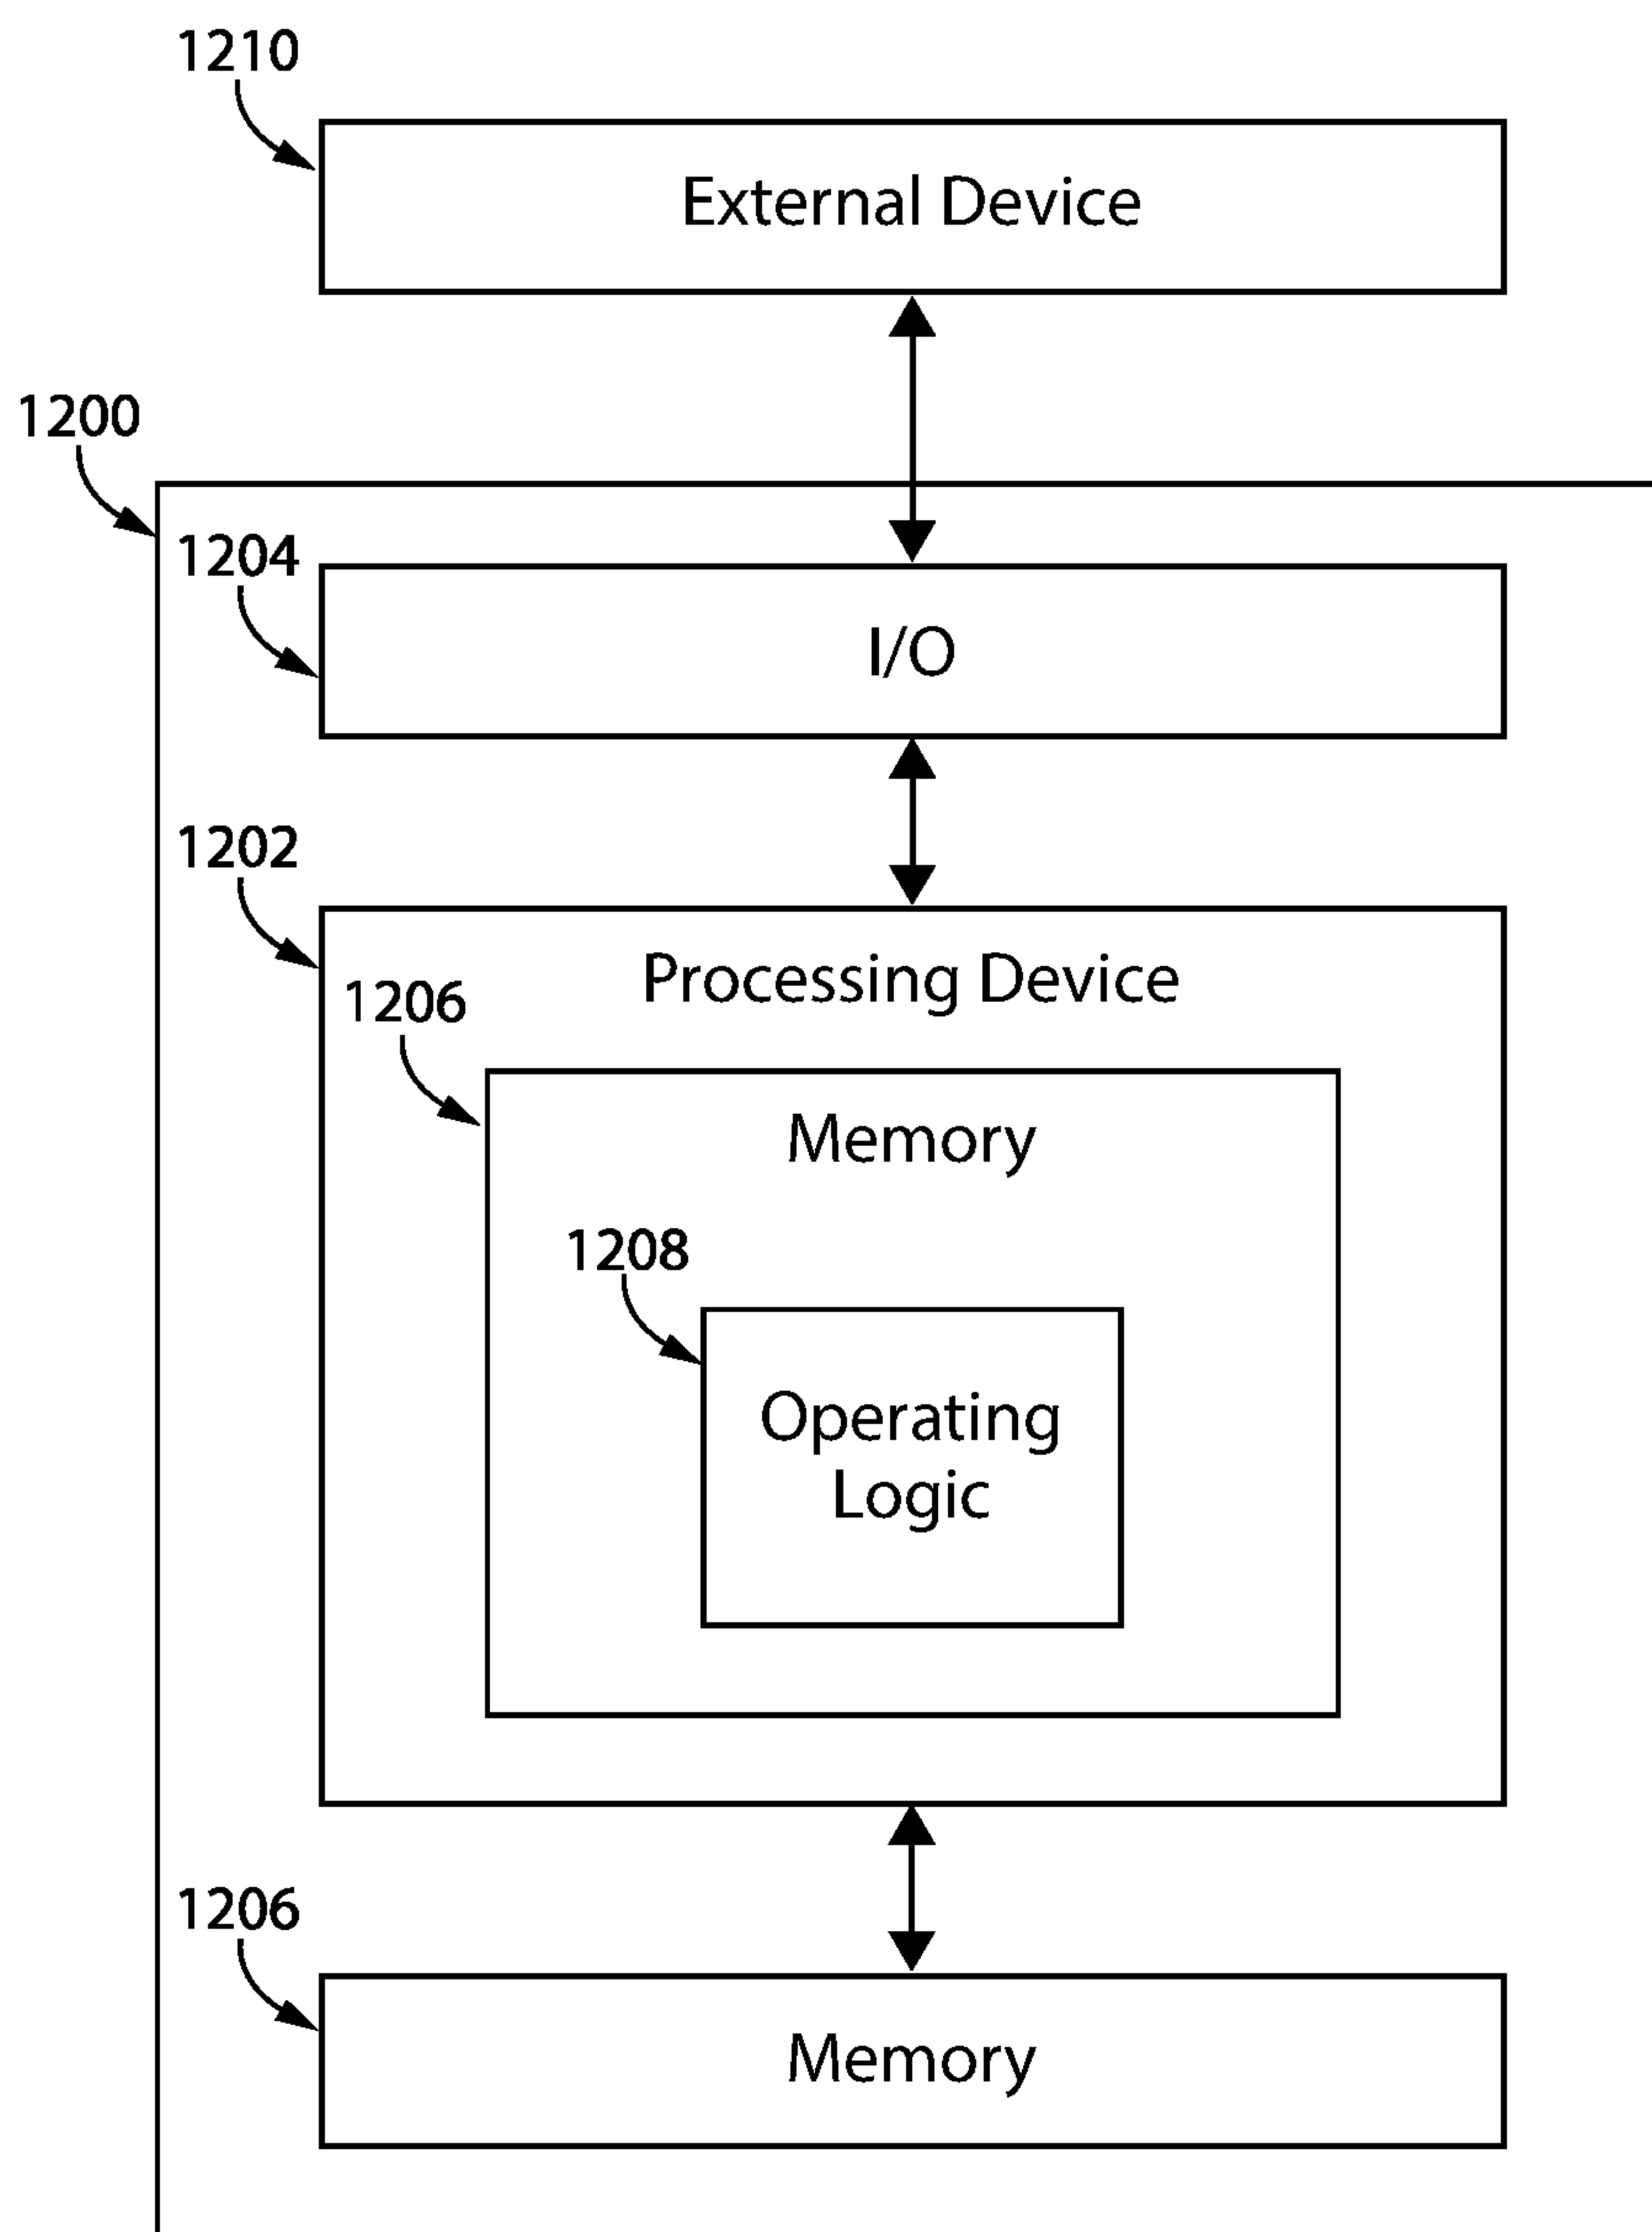 1210
External Device
1200
1204
I/O
1202
Processing Device
1206
Memory
1208
Operating
Logic
1206
Memory